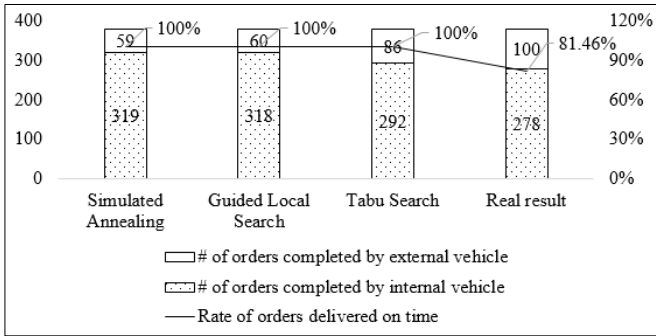 400 59 100% 60 100% 86 100% 100 81.46% 120%
300 90%
200 319 318 292 278 60%
100 30%
0 0%
Simulated Guided Local Tabu Search Real result
Annealing Search
# of orders completed by external vehicle
# of orders completed by internal vehicle
Rate of orders delivered on time